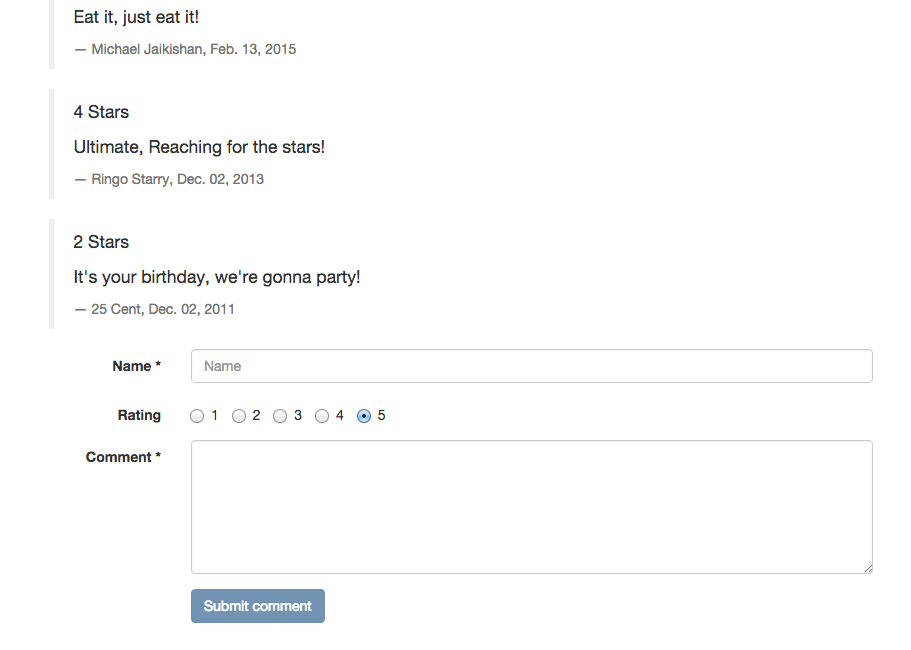 Eat it, just eat it!
— Michael Jaikishan, Feb. 13, 2015
4 Stars
Ultimate, Reaching for the stars!
— Ringo Starry, Dec. 02, 2013
2 Stars
It's your birthday, we're gonna party!
— 25 Cent, Dec. 02, 2011
Name * Name
Rating 1 2 3 4 5
Comment *
Submit comment